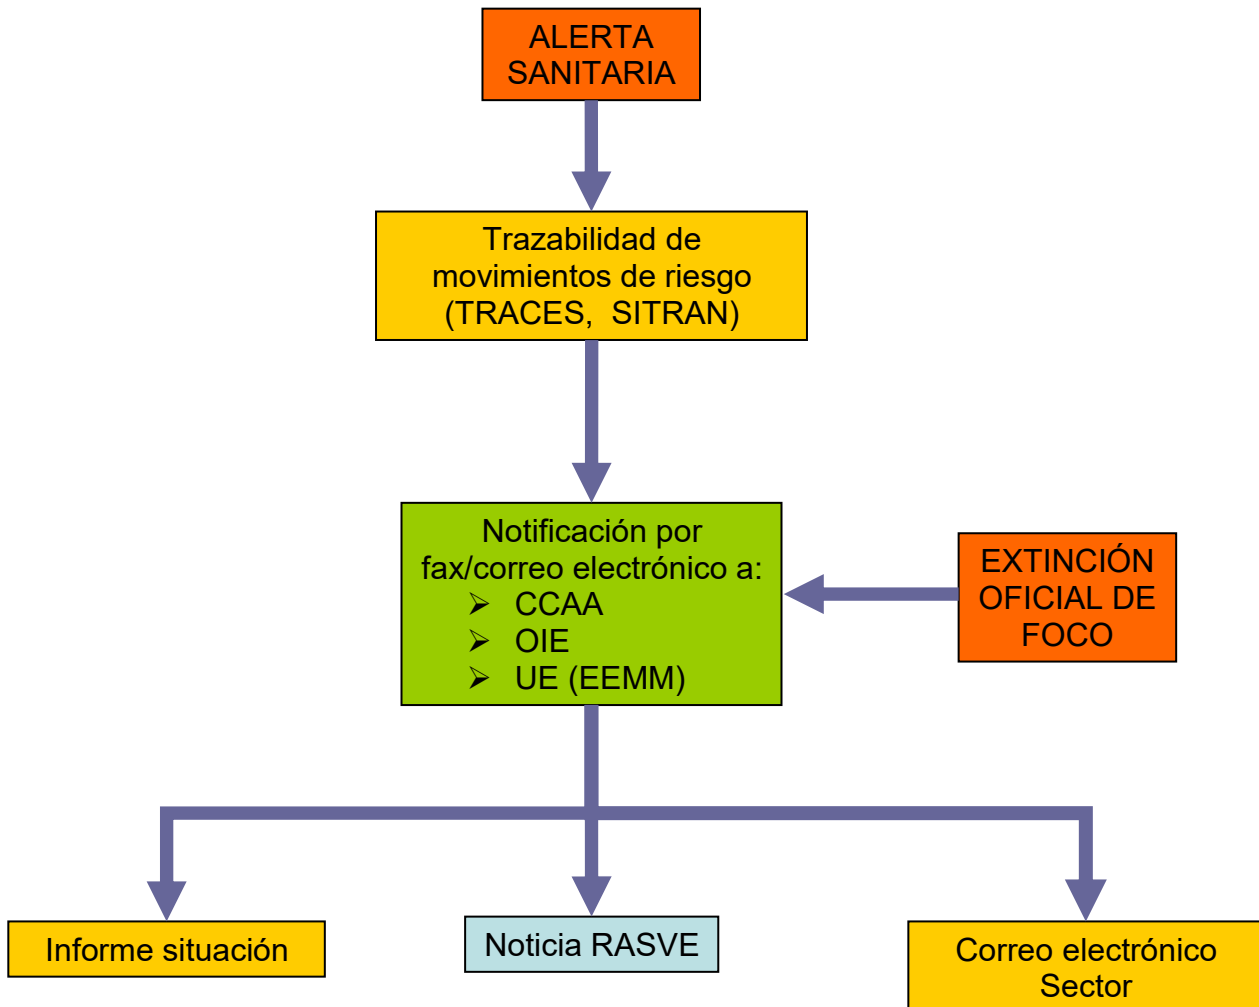 ALERTA
SANITARIA
Trazabilidad de
movimientos de riesgo
(TRACES, SITRAN)
Notificación por
fax/correo electrónico a:
➢ CCAA
➢ OIE
➢ UE (EEMM)
EXTINCIÓN
OFICIAL DE
FOCO
Informe situación
Noticia RASVE
Correo electrónico
Sector